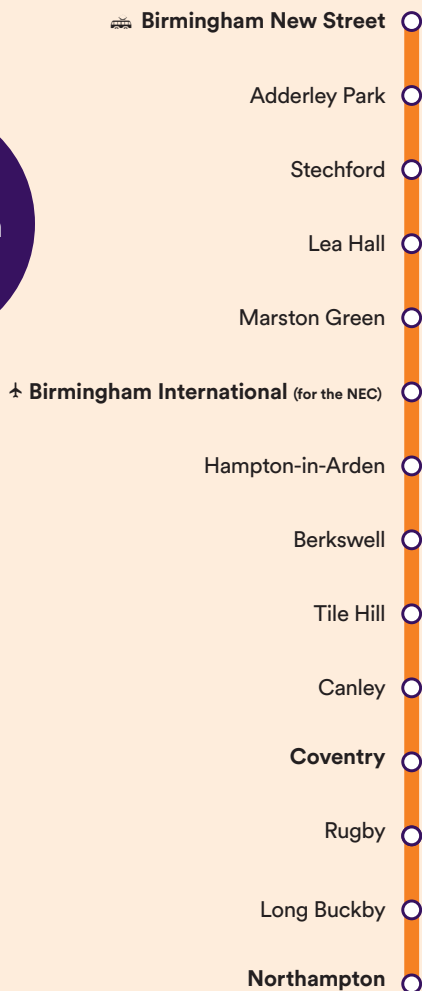 Birmingham New Street
Adderley Park
Stechford
Lea Hall
Marston Green
Birmingham International (for the NEC)
Hampton-in-Arden
Berkswell
Tile Hill
Canley
Coventry
Rugby
Long Buckby
Northampton